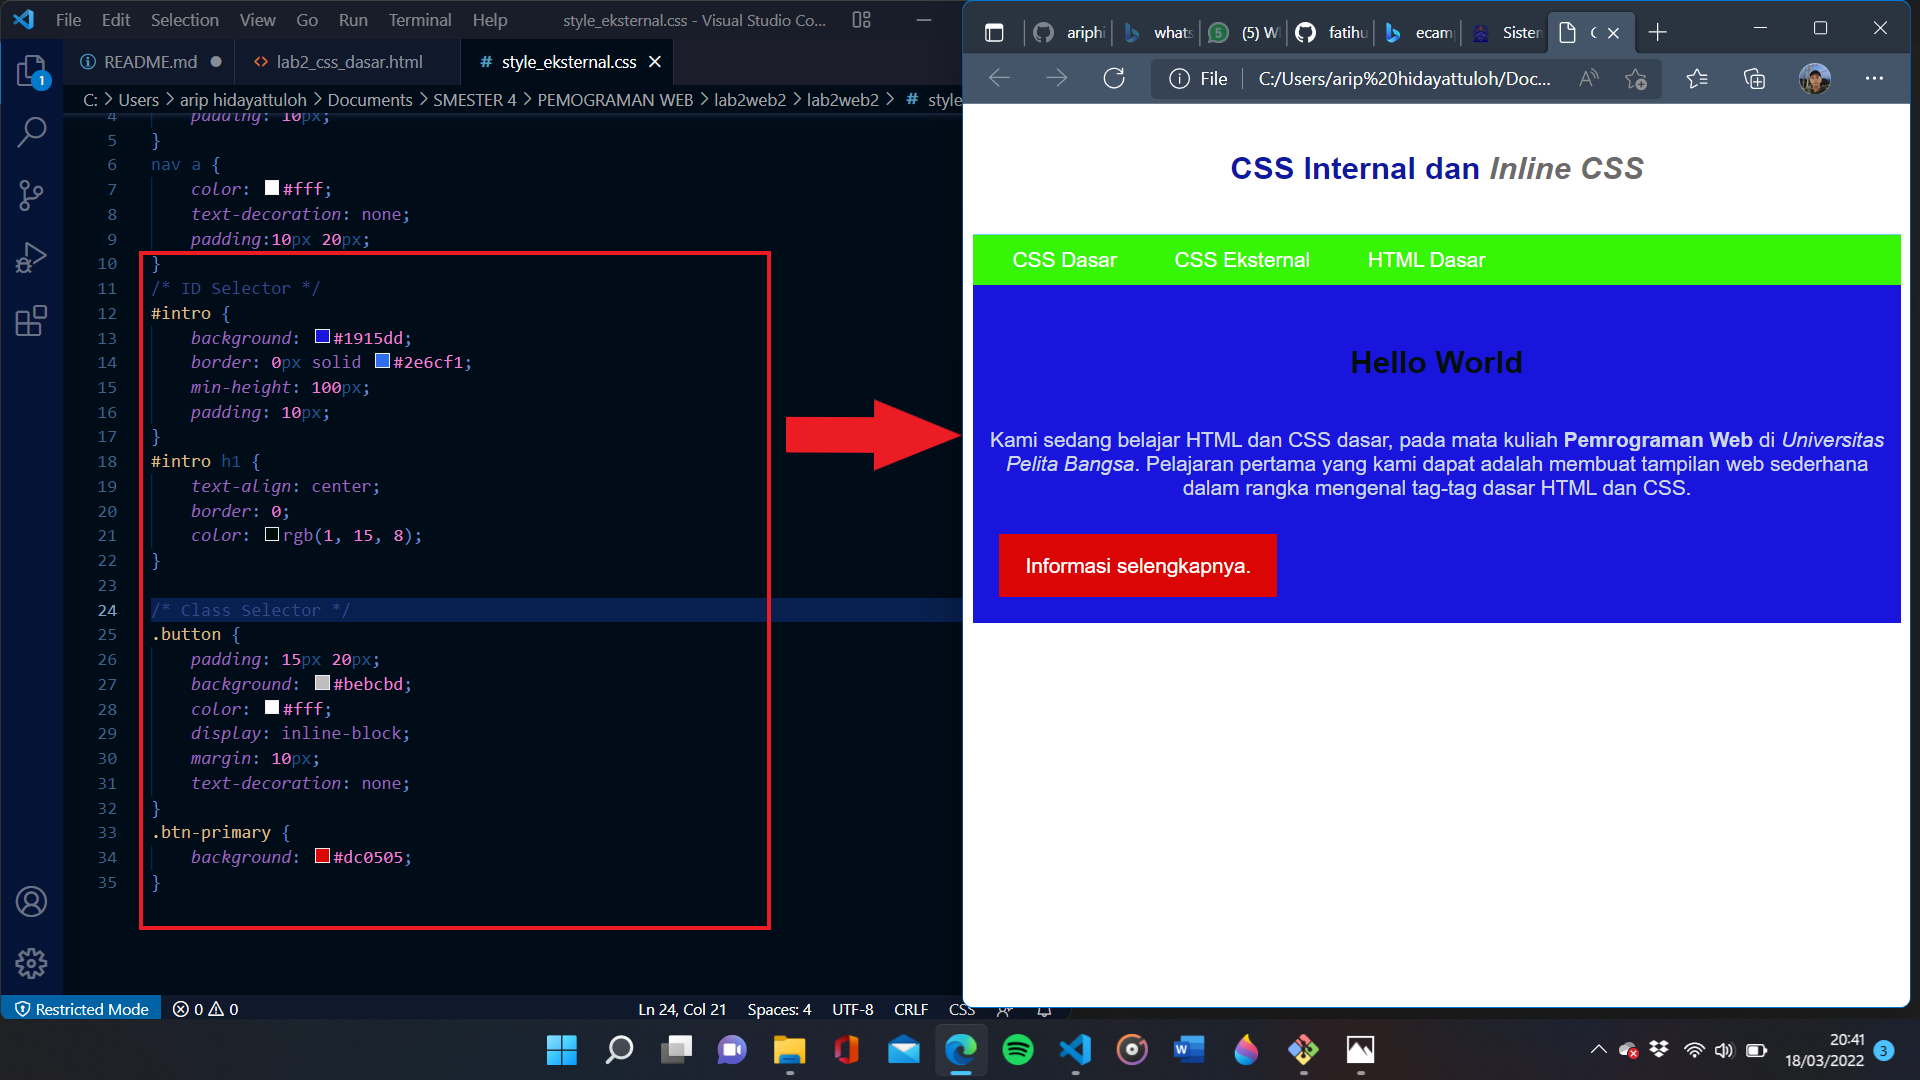 File Edit Selection View Go Run Terminal Help
style_eksternal.css - Visual Studio Co...
README.md
lab2_css_dasar.html
# style_eksternal.css
C: > Users > arip hidayattuloh > Documents > SMESTER 4 > PEMOGRAMAN WEB > lab2web2 > lab2web2 > # style
1
4 padding: 10px;
5 }
6 nav a {
7 color: #fff;
8 text-decoration: none;
9 padding:10px 20px;
10 }
11 /* ID Selector */
12 #intro {
13 background: #1915dd;
14 border: 0px solid #2e6cf1;
15 min-height: 100px;
16 padding: 10px;
17 }
18 #intro h1 {
19 text-align: center;
20 border: 0;
21 color: rgb(1, 15, 8);
22 }
23
24 /* Class Selector */
25 .button {
26 padding: 15px 20px;
27 background: #bebcbd;
28 color: #fff;
29 display: inline-block;
30 margin: 10px;
31 text-decoration: none;
32 }
33 .btn-primary {
34 background: #dc0505;
35 }
Restricted Mode 0 0 Ln 24, Col 21 Spaces: 4 UTF-8 CRLF CSS
ariphi whats (5) W fatihu ecam Sisten
File C:/Users/arip%20hidayattuloh/Doc...
CSS Internal dan Inline CSS
CSS Dasar CSS Eksternal HTML Dasar
Hello World
Kami sedang belajar HTML dan CSS dasar, pada mata kuliah Pemrograman Web di Universitas
Pelita Bangsa. Pelajaran pertama yang kami dapat adalah membuat tampilan web sederhana
dalam rangka mengenal tag-tag dasar HTML dan CSS.
Informasi selengkapnya.
20:41
18/03/2022
3